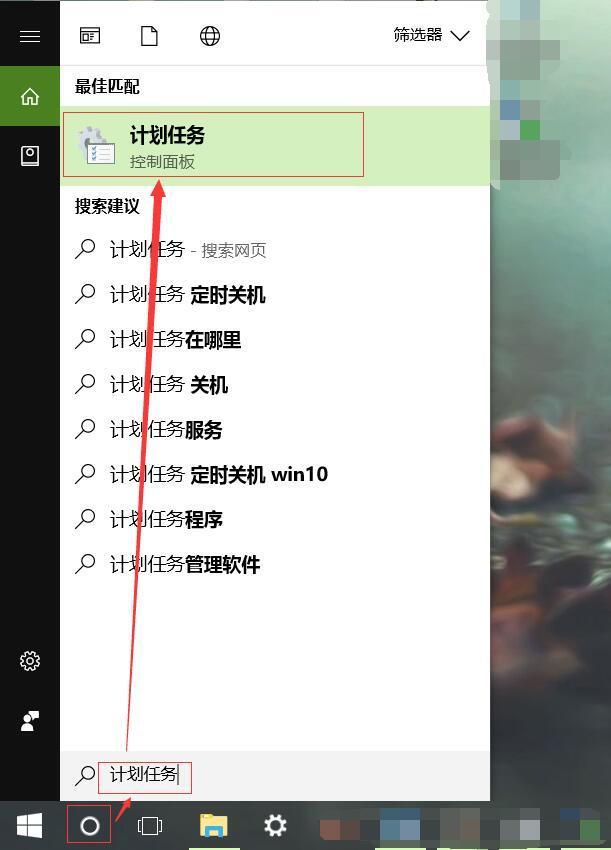 筛选器
最佳匹配
计划任务
控制面板
搜索建议
计划任务 - 搜索网页
计划任务 定时关机
计划任务在哪里
计划任务 关机
计划任务服务
计划任务 定时关机 win10
计划任务程序
计划任务管理软件
计划任务